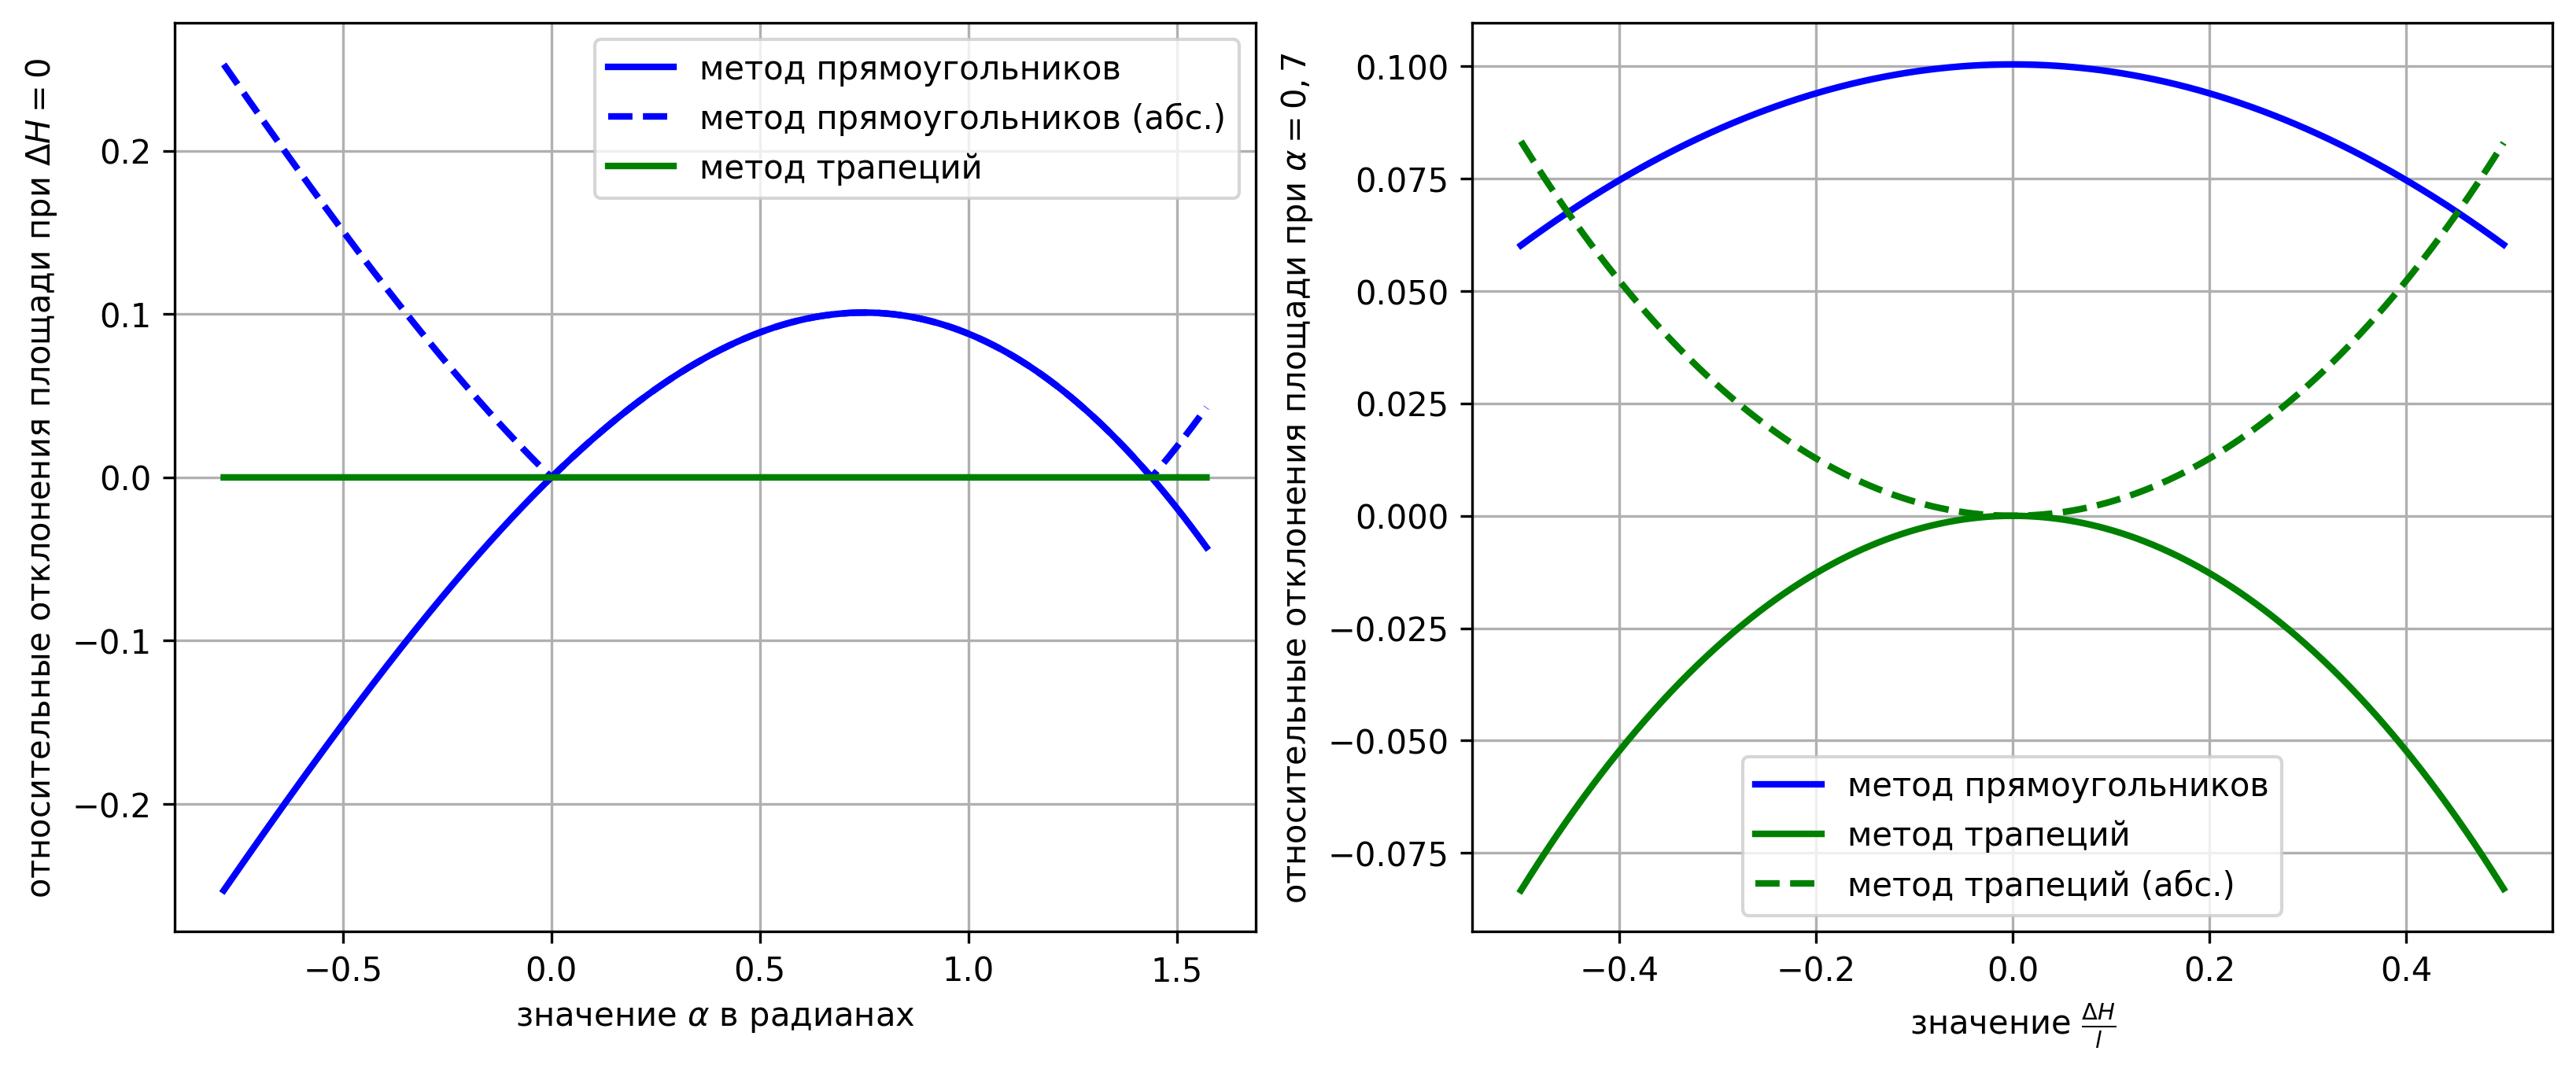 относительные отклонения площади при ΔH = 0
0.2
0.1
0.0
−0.1
−0.2
метод прямоугольников
метод прямоугольников (абс.)
метод трапеций
−0.5
0.0
0.5
1.0
1.5
значение α в радианах
относительные отклонения площади при α = 0, 7
0.100
0.075
0.050
0.025
0.000
−0.025
−0.050
−0.075
метод прямоугольников
метод трапеций
метод трапеций (абс.)
−0.4
−0.2
0.0
0.2
0.4
значение ΔH/l